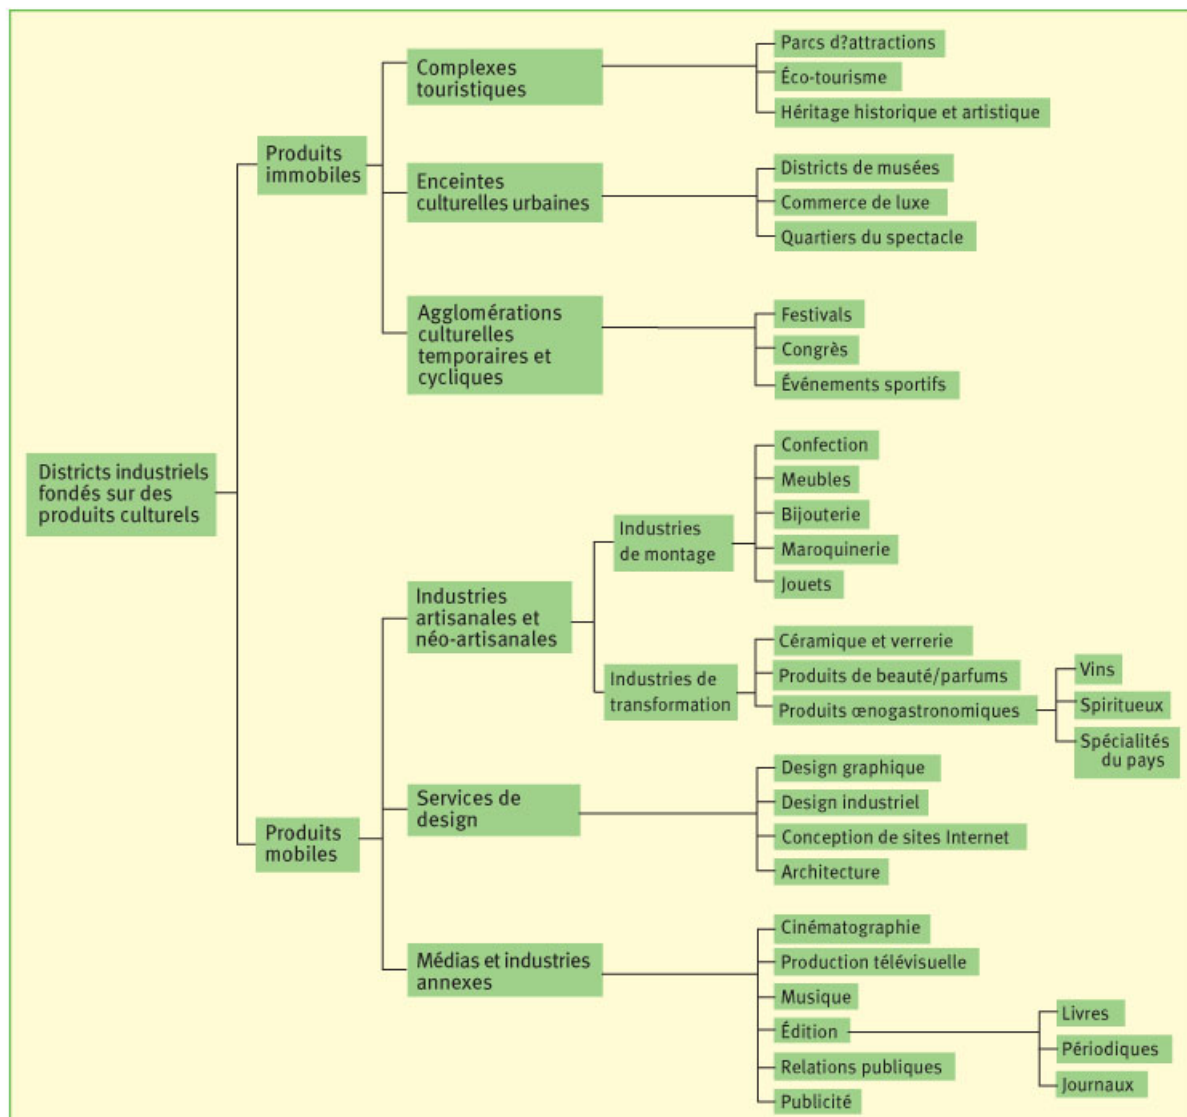 Districts industriels
fondés sur des
produits culturels
Produits
immobiles
Complexes
touristiques
Parcs d?attractions
Éco-tourisme
Héritage historique et artistique
Enceintes
culturelles urbaines
Districts de musées
Commerce de luxe
Quartiers du spectacle
Agglomérations
culturelles
temporaires et
cycliques
Festivals
Congrès
Événements sportifs
Produits
mobiles
Industries
artisanales et
néo-artisanales
Industries
de montage
Confection
Meubles
Bijouterie
Maroquinerie
Jouets
Industries de
transformation
Céramique et verrerie
Produits de beauté/parfums
Produits œnogastronomiques
Vins
Spiritueux
Spécialités
du pays
Services de
design
Design graphique
Design industriel
Conception de sites Internet
Architecture
Médias et industries
annexes
Cinématographie
Production télévisuelle
Musique
Édition
Livres
Périodiques
Journaux
Relations publiques
Publicité